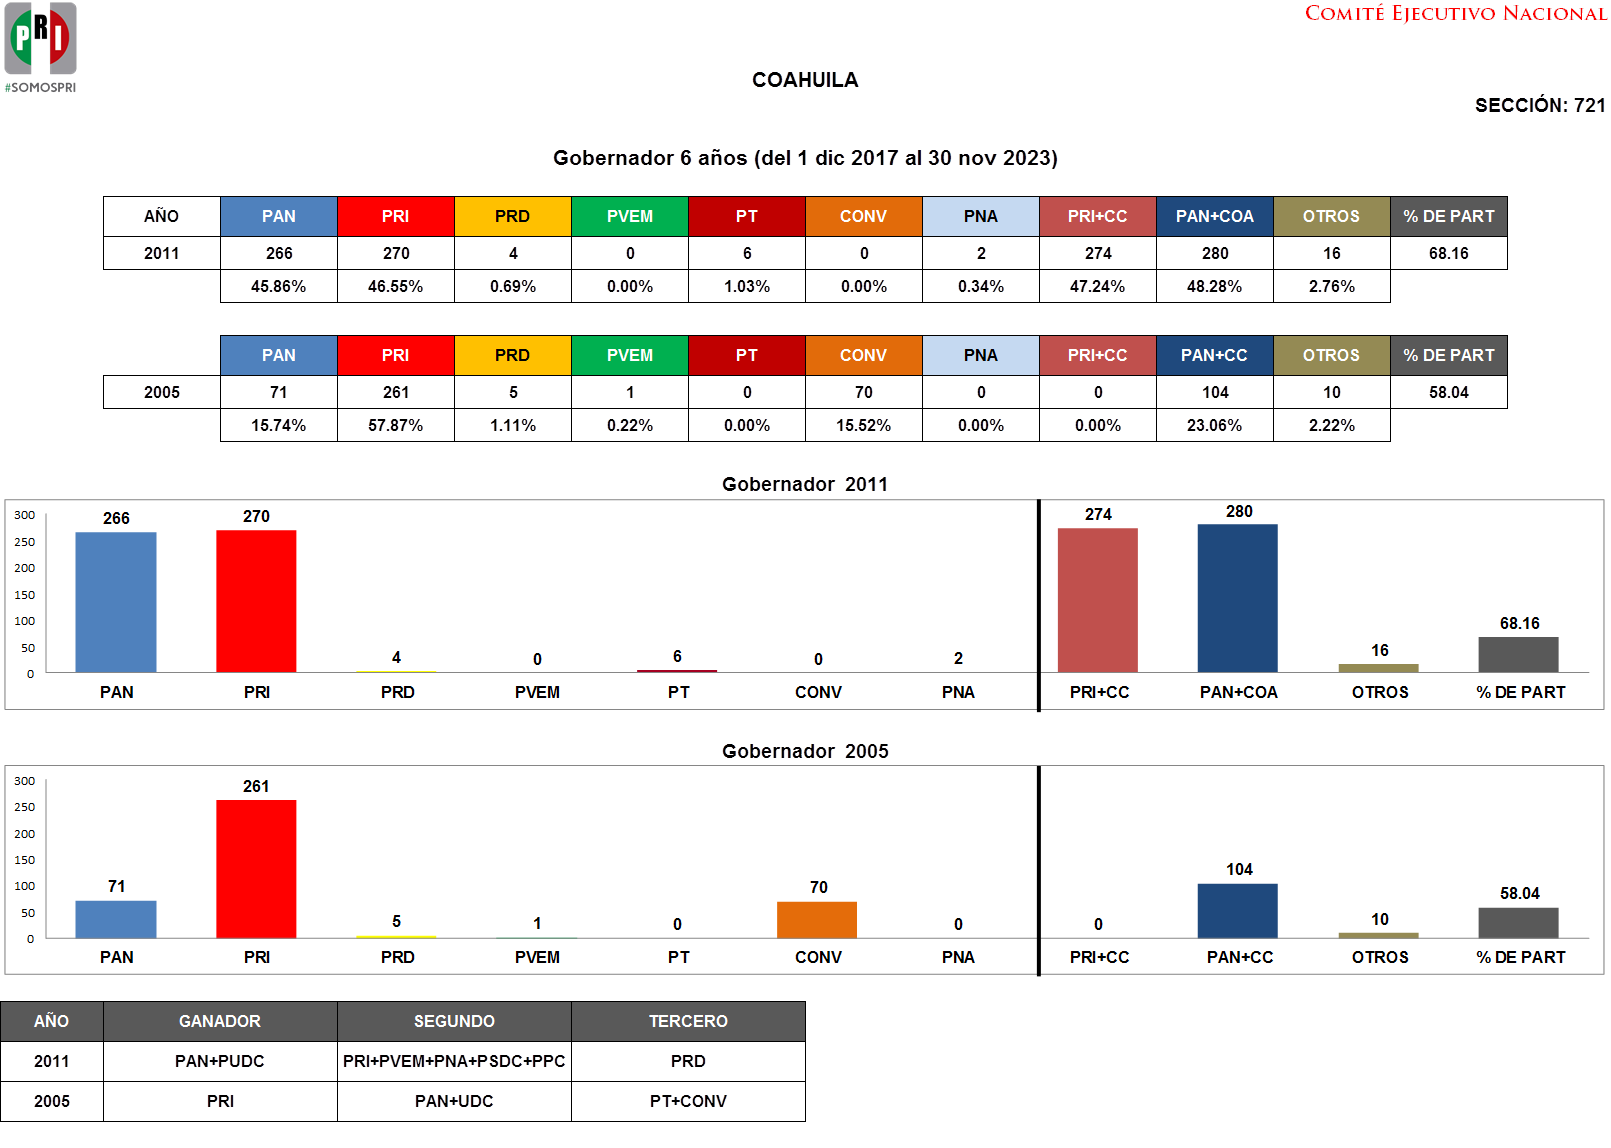 Comité Ejecutivo Nacional
PRI
#SOMOSPRI
COAHUILA
SECCIÓN: 721
Gobernador 6 años (del 1 dic 2017 al 30 nov 2023)
AÑO PAN PRI PRD PVEM PT CONV PNA PRI+CC PAN+COA OTROS % DE PART
2011 266 270 4 0 6 0 2 274 280 16 68.16
45.86% 46.55% 0.69% 0.00% 1.03% 0.00% 0.34% 47.24% 48.28% 2.76%
PAN PRI PRD PVEM PT CONV PNA PRI+CC PAN+CC OTROS % DE PART
2005 71 261 5 1 0 70 0 0 104 10 58.04
15.74% 57.87% 1.11% 0.22% 0.00% 15.52% 0.00% 0.00% 23.06% 2.22%
Gobernador 2011
300
250
200
150
100
50
0
266 270 4 0 6 0 2 274 280 16 68.16
PAN PRI PRD PVEM PT CONV PNA PRI+CC PAN+COA OTROS % DE PART
Gobernador 2005
300
250
200
150
100
50
0
71 261 5 1 0 70 0 0 104 10 58.04
PAN PRI PRD PVEM PT CONV PNA PRI+CC PAN+CC OTROS % DE PART
AÑO GANADOR SEGUNDO TERCERO
2011 PAN+PUDC PRI+PVEM+PNA+PSDC+PPC PRD
2005 PRI PAN+UDC PT+CONV